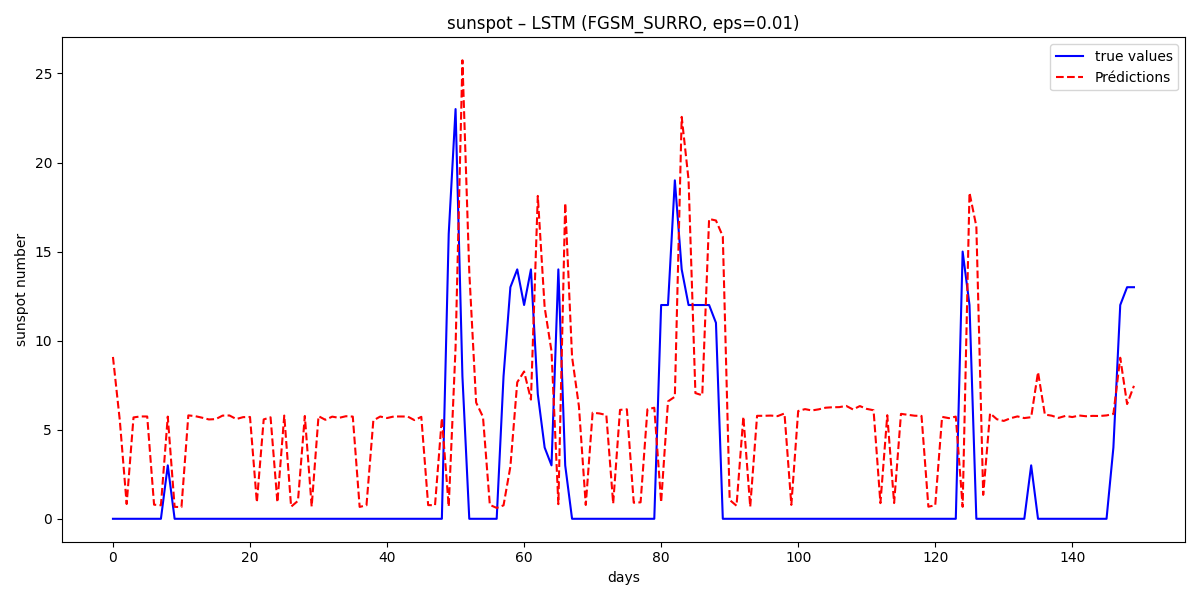 sunspot – LSTM (FGSM_SURRO, eps=0.01)
true values
Prédictions
sunspot number
25
20
15
10
5
0
0 20 40 60 80 100 120 140
days